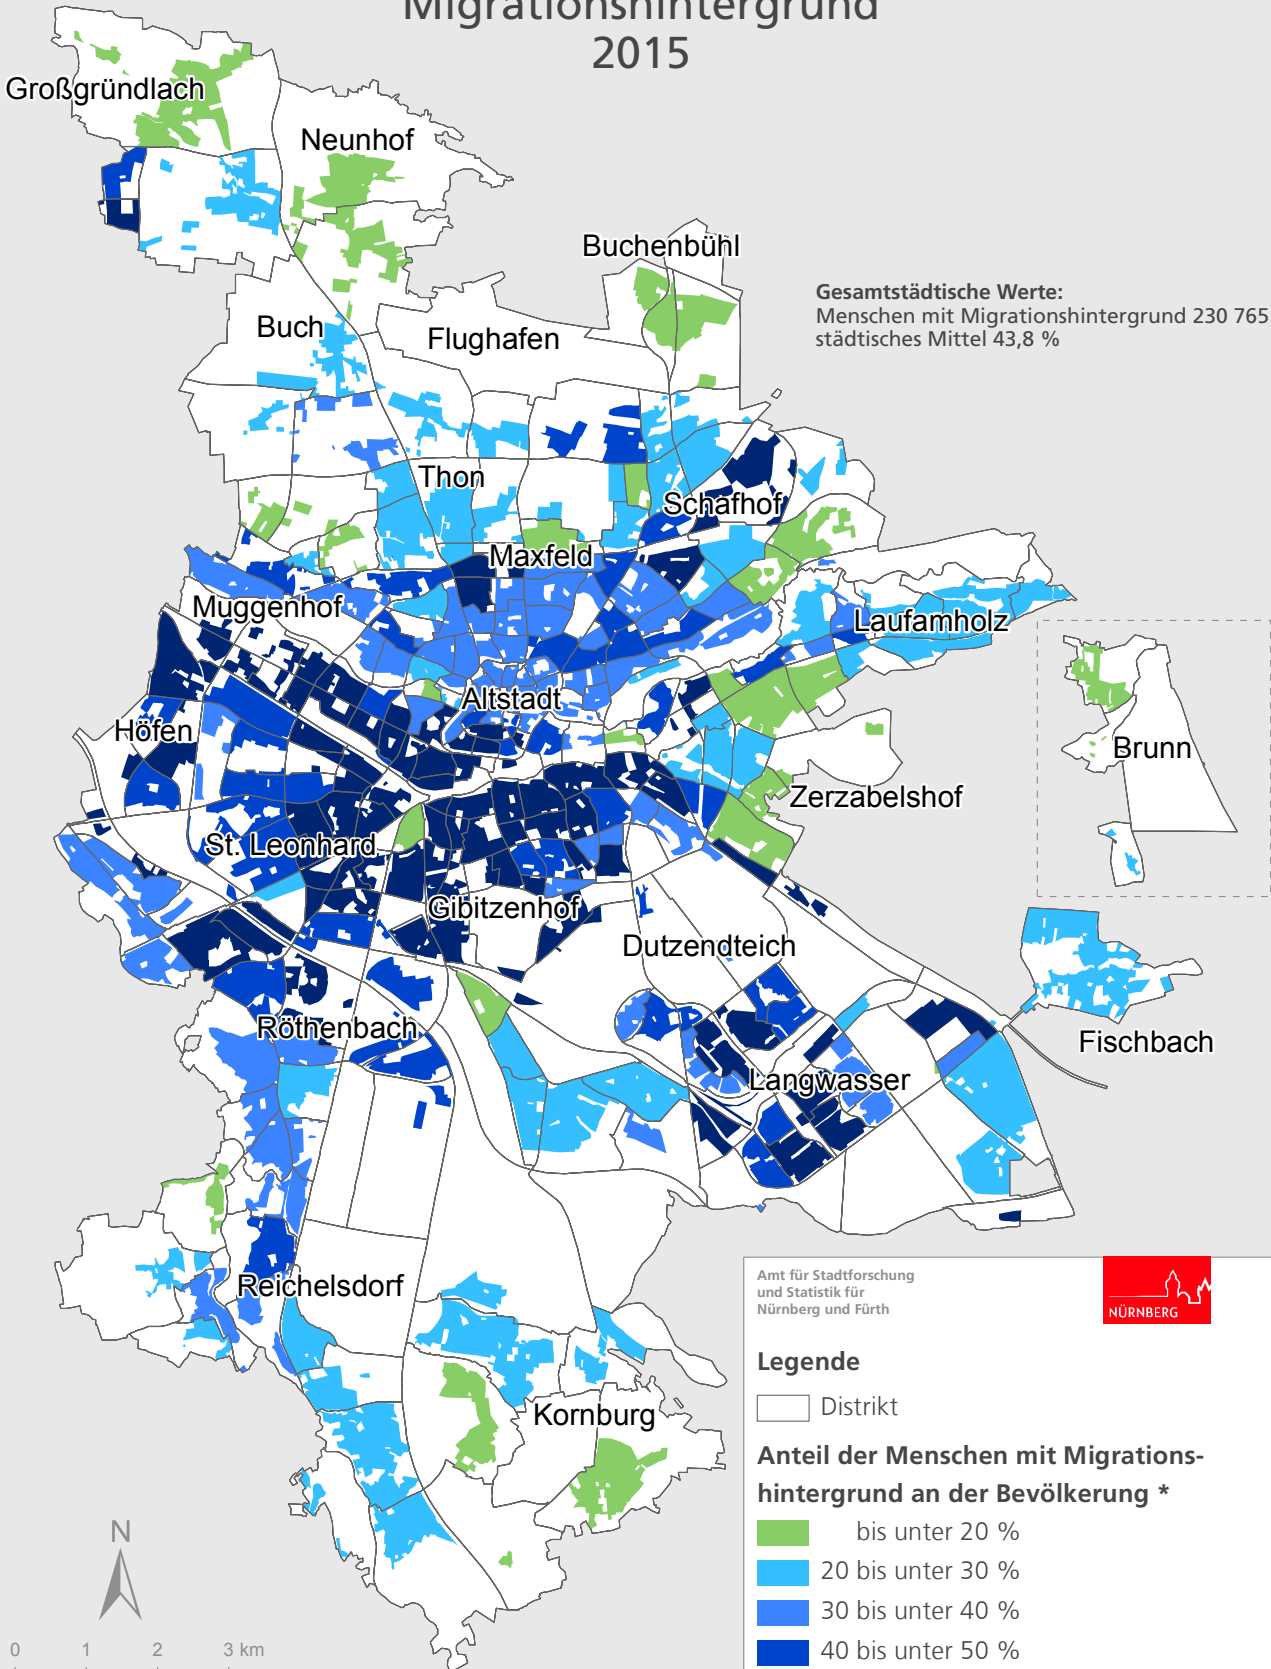 Migrationshintergrund
2015
Großgründlach
Neunhof
Buchenbühl
Gesamtstädtische Werte:
Menschen mit Migrationshintergrund 230 765
städtisches Mittel 43,8 %
Buch
Flughafen
Thon
Schafhof
Maxfeld
Muggenhof
Laufamholz
Altstadt
Höfen
Brunn
Zerzabelshof
St. Leonhard
Gibitzenhof
Dutzendteich
Röthenbach
Fischbach
Langwasser
Reichelsdorf
Kornburg
Amt für Stadtforschung
und Statistik für
Nürnberg und Fürth
NÜRNBERG
Legende
Distrikt
Anteil der Menschen mit Migrations-
hintergrund an der Bevölkerung *
bis unter 20 %
20 bis unter 30 %
30 bis unter 40 %
40 bis unter 50 %
N
0 1 2 3 km